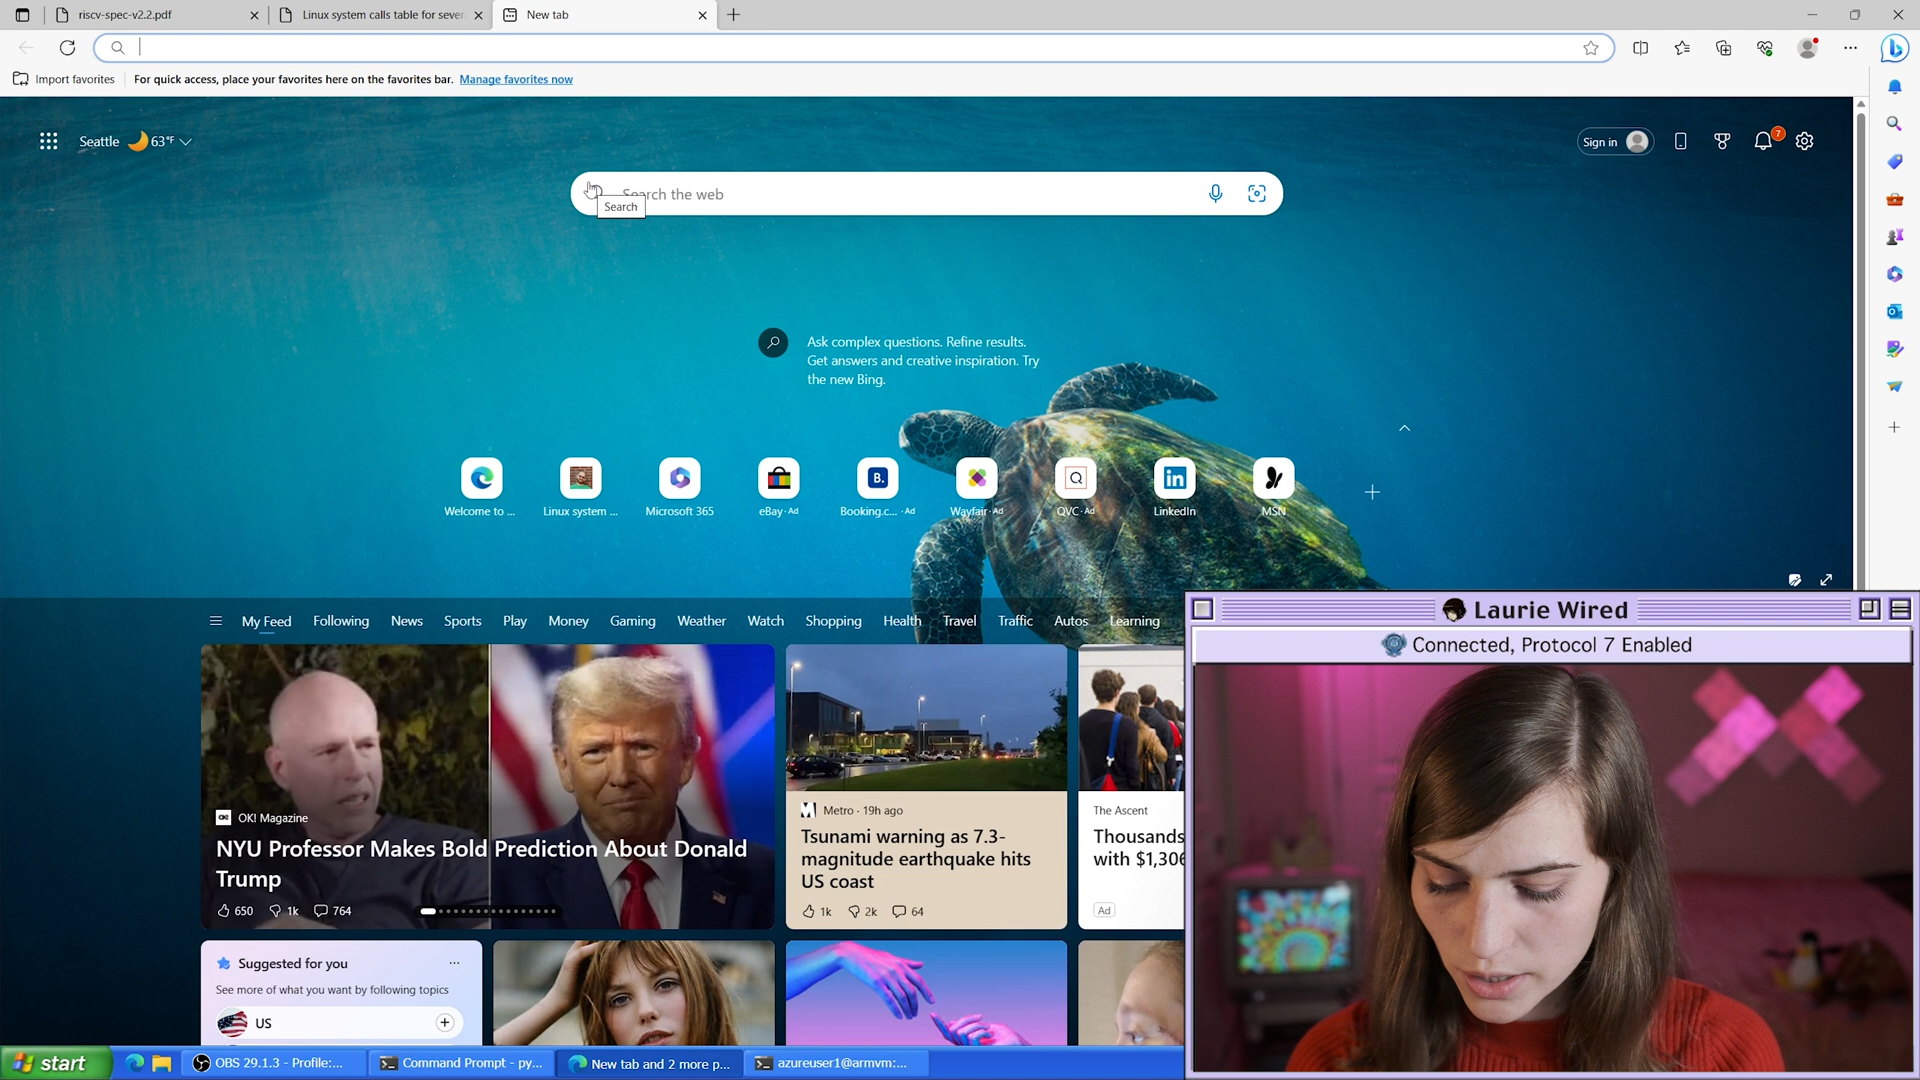 riscv-spec-v2.2.pdf
Linux system calls table for sever
New tab
Import favorites
For quick access, place your favorites here on the favorites bar. Manage favorites now
Seattle 63°F
Sign in
7
Search the web
Search
Ask complex questions. Refine results.
Get answers and creative inspiration. Try
the new Bing.
Welcome to ...
Linux system ...
Microsoft 365
eBay · Ad
Booking.c... · Ad
Wayfair · Ad
QVC · Ad
LinkedIn
MSN
My Feed Following News Sports Play Money Gaming Weather Watch Shopping Health Travel Traffic Autos Learning
OK! Magazine
NYU Professor Makes Bold Prediction About Donald
Trump
650 1k 764
Metro · 19h ago
Tsunami warning as 7.3-
magnitude earthquake hits
US coast
1k 2k 64
The Ascent
Thousands
with $1,306
Ad
Suggested for you
See more of what you want by following topics
US
Laurie Wired
Connected, Protocol 7 Enabled
start
OBS 29.1.3 - Profile:...
Command Prompt - py...
New tab and 2 more p...
azureuser1@armvm:...